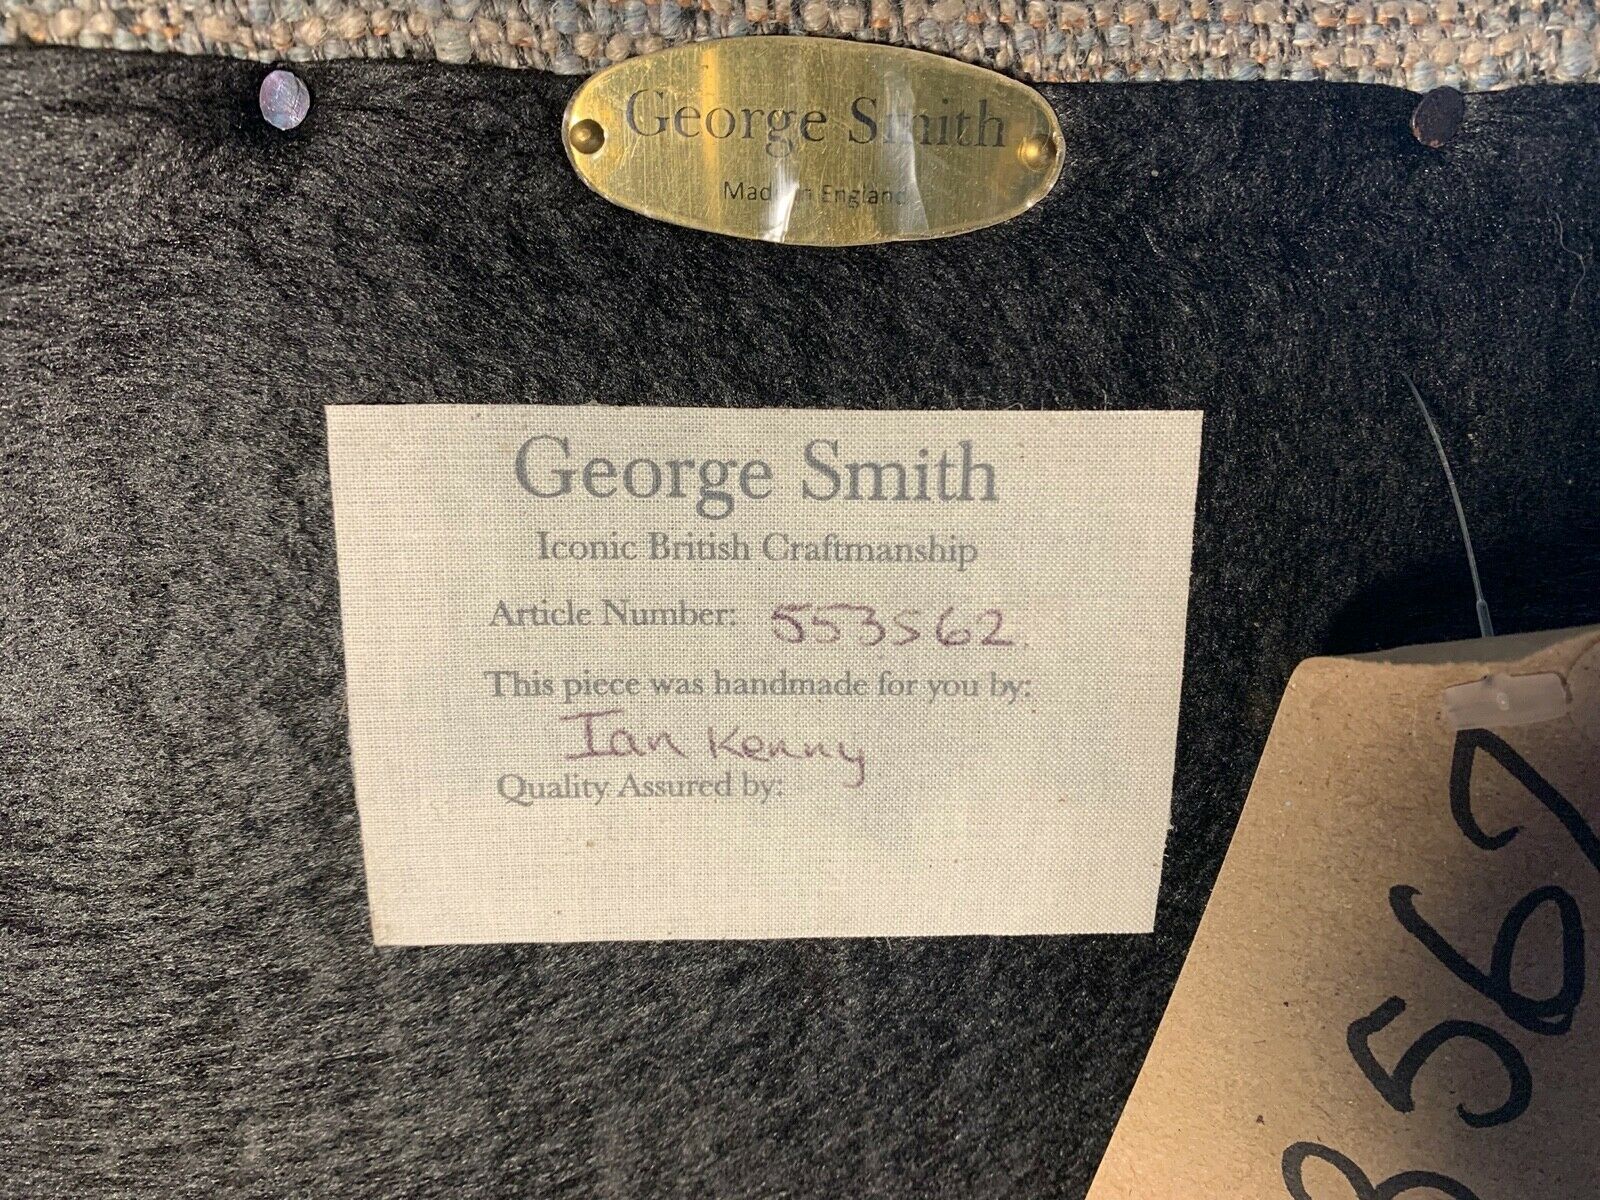 George Smith
Made in England
George Smith
Iconic British Craftmanship
Article Number: 553562.
This piece was handmade for you by:
Ian Kenny
Quality Assured by:
3562